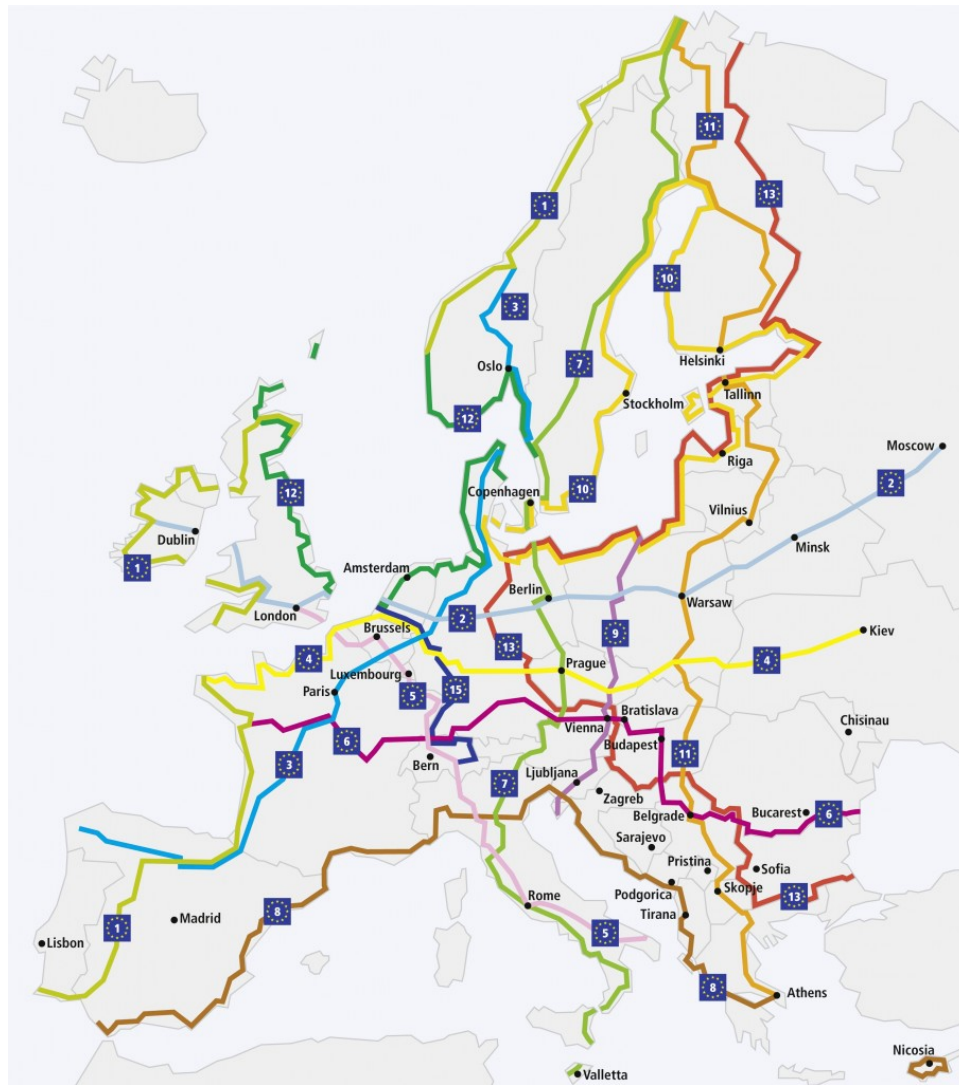 11
13
1
10
3
Oslo
7
Helsinki
Tallinn
Stockholm
12
Moscow
Riga
2
12
Copenhagen
10
Vilnius
Dublin
Minsk
1
Amsterdam
Berlin
Warsaw
London
2
Brussels
9
Kiev
13
4
4
Prague
Luxembourg
Paris
5
15
Chisinau
Vienna
Bratislava
6
Budapest
11
3
Bern
Ljubljana
7
Zagreb
Bucarest
6
Belgrade
Sarajevo
Pristina
Sofia
Podgorica
Skopje
13
Rome
8
Madrid
Tirana
1
5
Lisbon
8
Athens
Nicosia
Valletta